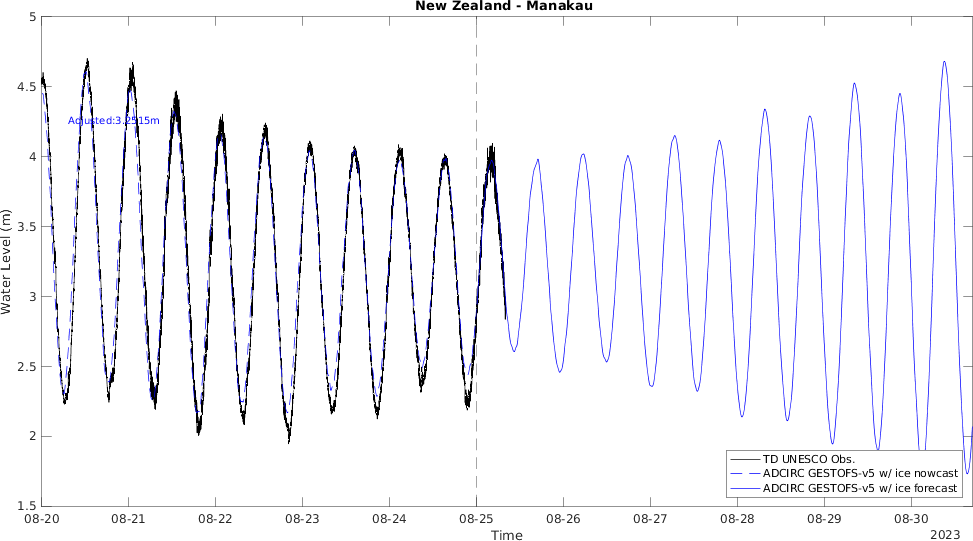 New Zealand - Manakau
5
4.5
4
3.5
3
2.5
2
1.5
Water Level (m)
Adjusted:3.2515m
TD UNESCO Obs.
ADCIRC GESTOFS-v5 w/ ice nowcast
ADCIRC GESTOFS-v5 w/ ice forecast
08-20 08-21 08-22 08-23 08-24 08-25 08-26 08-27 08-28 08-29 08-30
Time
2023